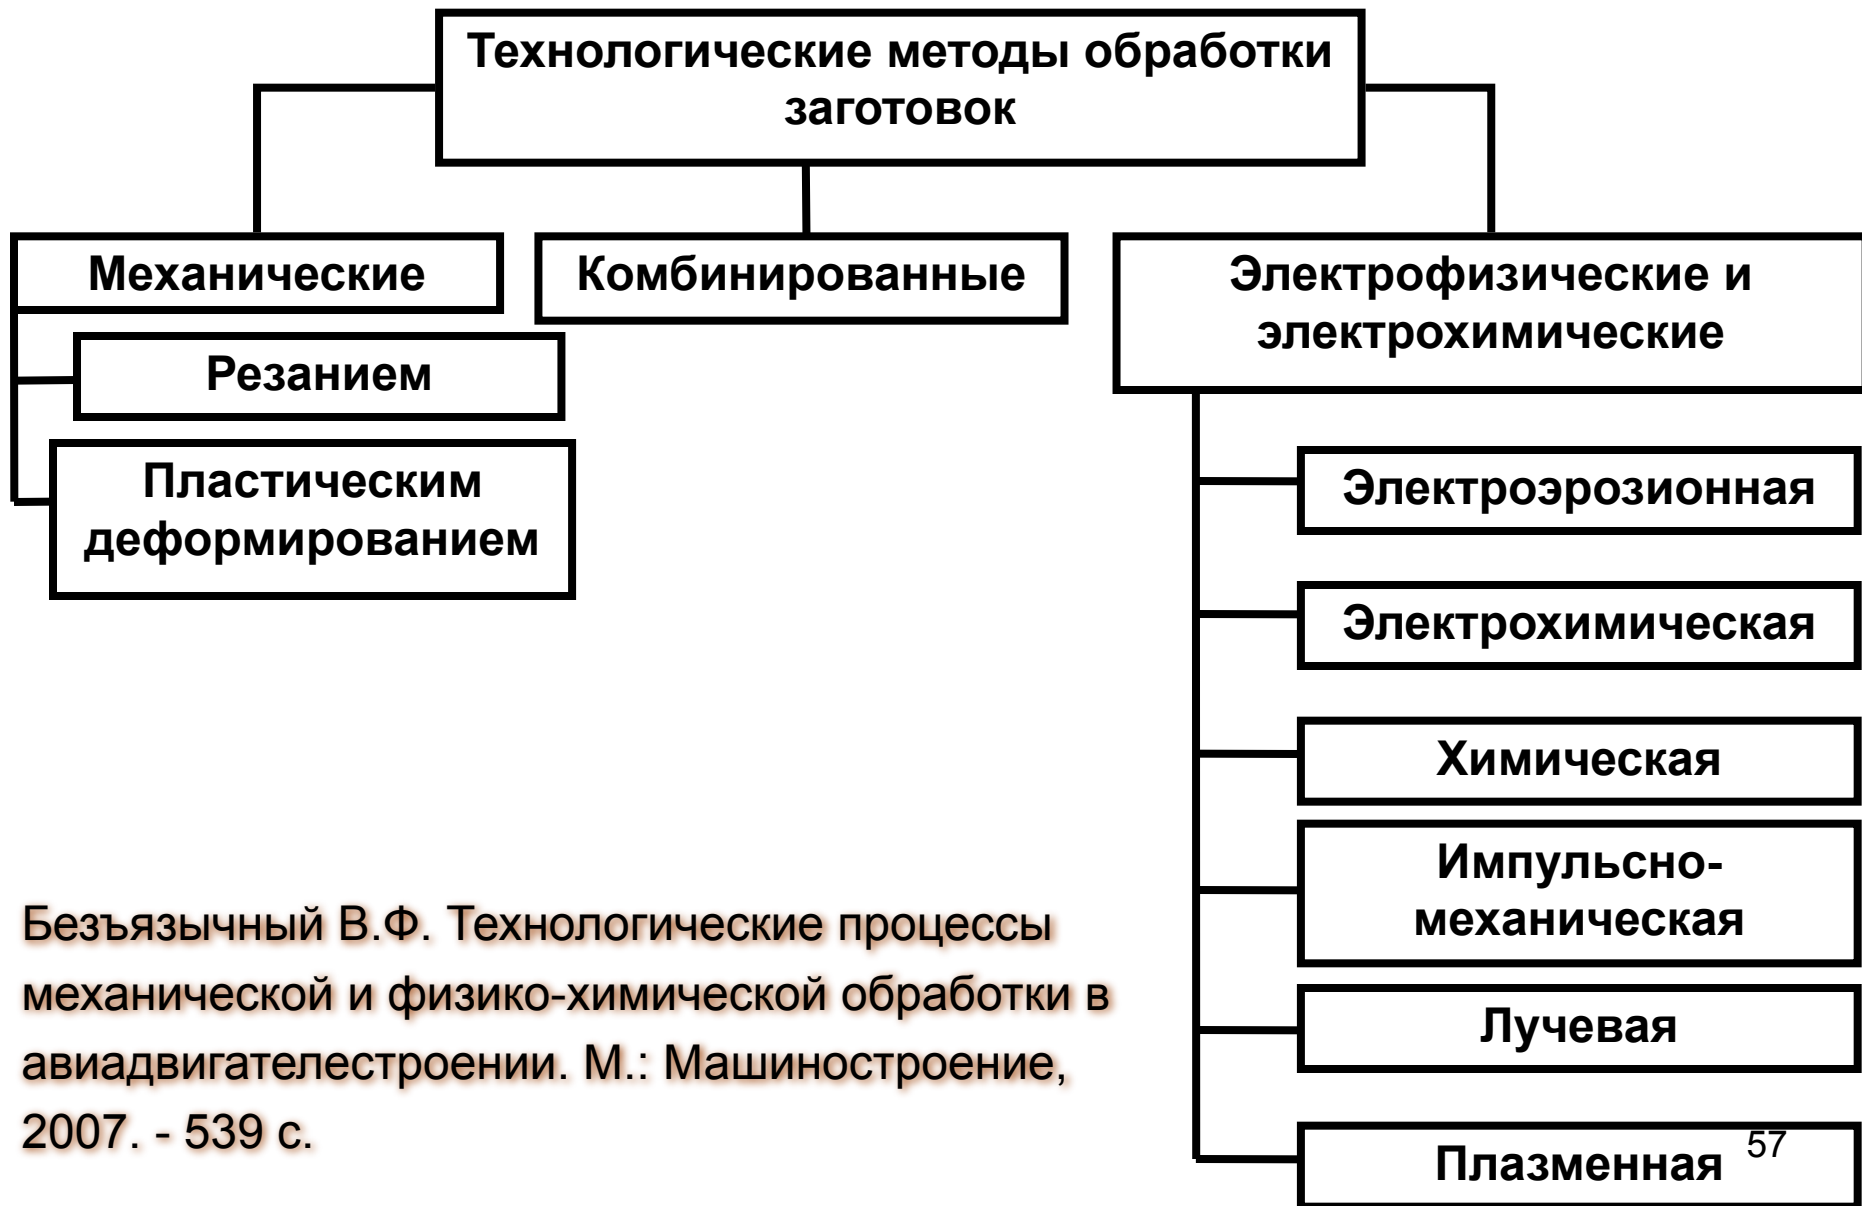 Технологические методы обработки
заготовок
Механические
Комбинированные
Электрофизические и
электрохимические
Резанием
Пластическим
деформированием
Электроэрозионная
Электрохимическая
Химическая
Импульсно-
механическая
Лучевая
Плазменная
Безъязычный В.Ф. Технологические процессы
механической и физико-химической обработки в
авиадвигателестроении. М.: Машиностроение,
2007. - 539 с.
57